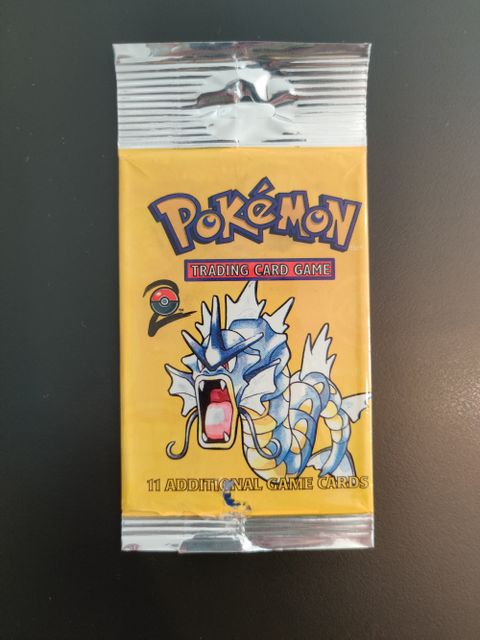 POKéMON
TRADING CARD GAME
2
11 ADDITIONAL GAME CARDS